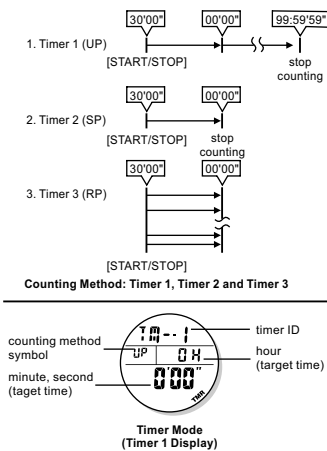 30'00" 00'00" 99:59'59"
1. Timer 1 (UP)
[START/STOP] stop
counting
30'00" 00'00"
2. Timer 2 (SP)
[START/STOP] stop
counting
30'00" 00'00"
3. Timer 3 (RP)
[START/STOP]
Counting Method: Timer 1, Timer 2 and Timer 3
TM--1
timer ID
counting method
symbol
UP 0H
hour
(target time)
minute, second
(taget time)
0'00"
TMR
Timer Mode
(Timer 1 Display)